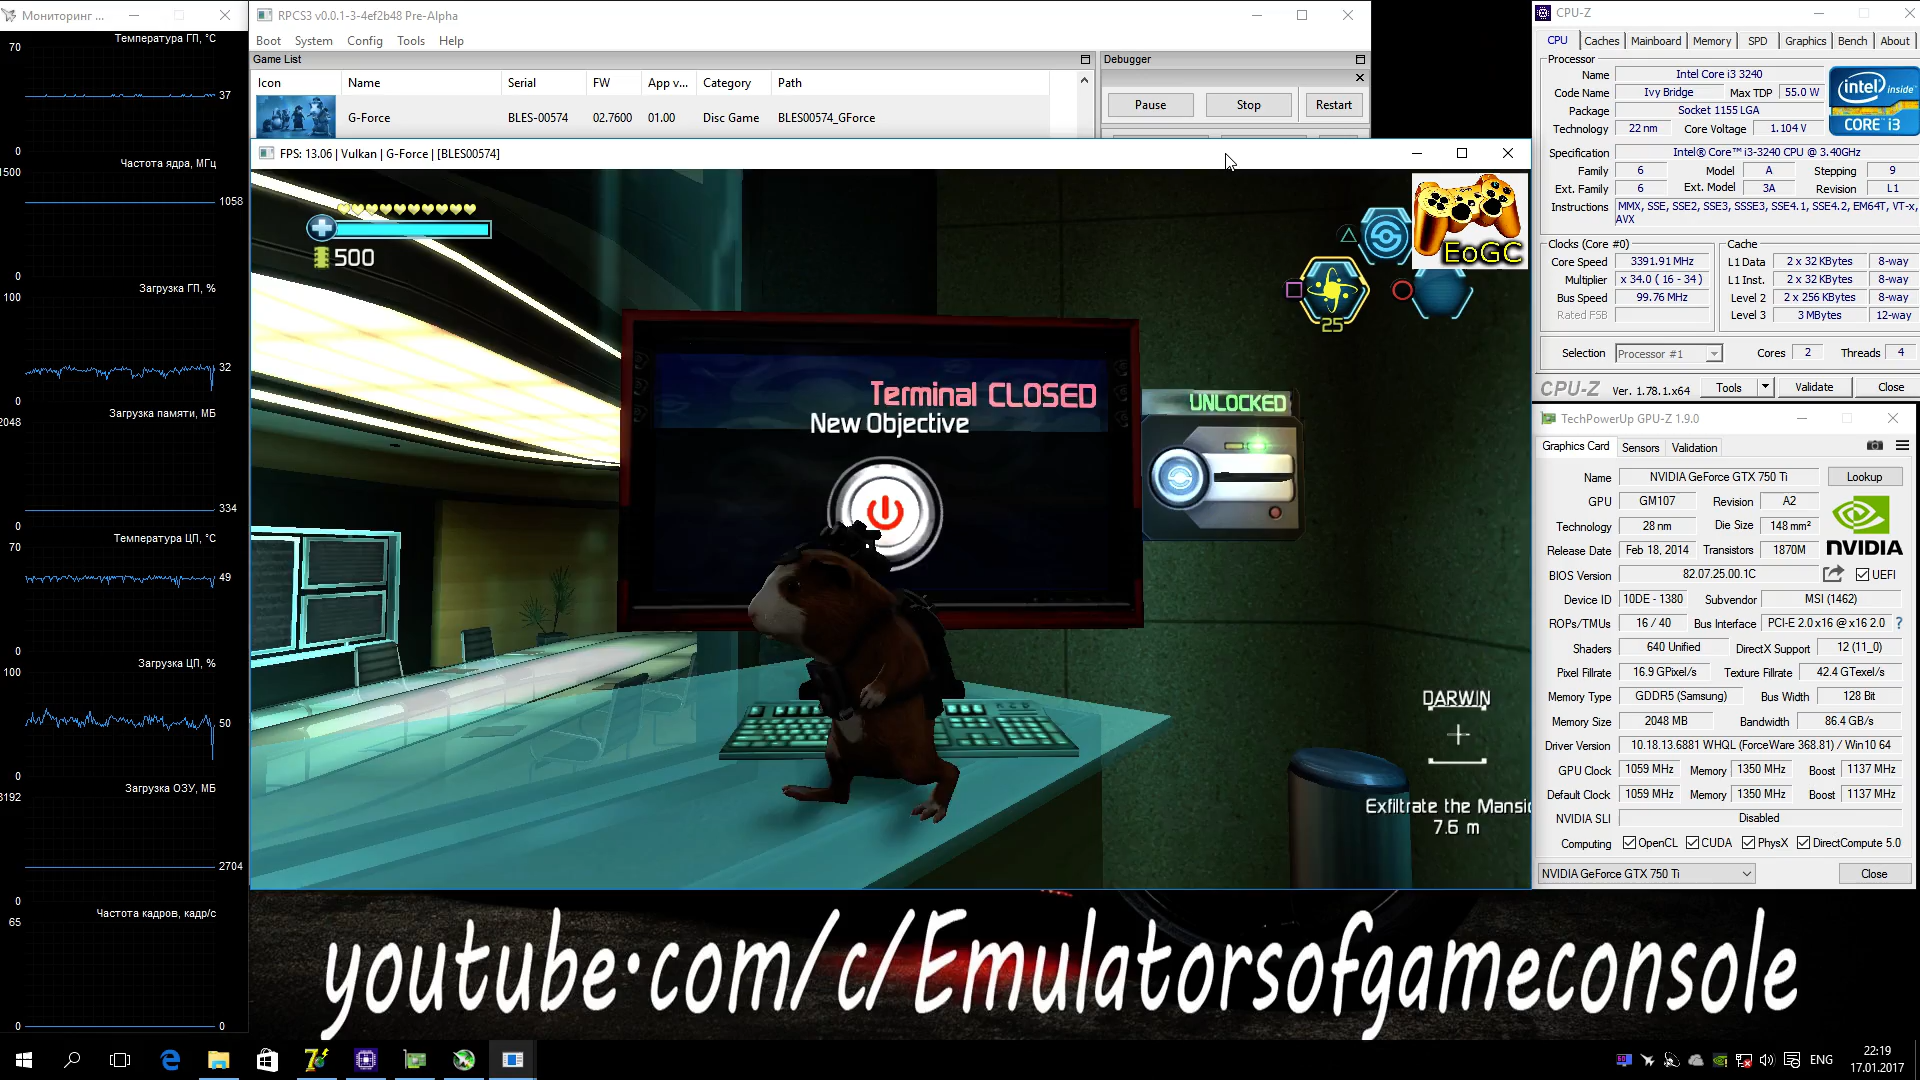 Мониторинг ...
Температура ГП, °C
70
37
0
Частота ядра, МГц
1500
1058
0
Загрузка ГП, %
100
32
0
Загрузка памяти, МБ
2048
334
0
Температура ЦП, °C
70
49
0
Загрузка ЦП, %
100
50
0
Загрузка ОЗУ, МБ
8192
2704
0
Частота кадров, кадр/с
65
0
0
RPCS3 v0.0.1-3-4ef2b48 Pre-Alpha
Boot System Config Tools Help
Game List
Icon Name Serial FW App v... Category Path
G-Force BLES-00574 02.7600 01.00 Disc Game BLES00574_GForce
Debugger
Pause Stop Restart
FPS: 13.06 | Vulkan | G-Force | [BLES00574]
500
EoGC
25
Terminal CLOSED
New Objective
UNLOCKED
DARWIN
Exfiltrate the Mansi
7.6 m
CPU-Z
CPU Caches Mainboard Memory SPD Graphics Bench About
Processor
Name Intel Core i3 3240
Code Name Ivy Bridge Max TDP 55.0 W
Package Socket 1155 LGA
Technology 22 nm Core Voltage 1.104 V
intel inside™
CORE i3
Specification Intel® Core™ i3-3240 CPU @ 3.40GHz
Family 6 Model A Stepping 9
Ext. Family 6 Ext. Model 3A Revision L1
Instructions MMX, SSE, SSE2, SSE3, SSSE3, SSE4.1, SSE4.2, EM64T, VT-x,
AVX
Clocks (Core #0)
Core Speed 3391.91 MHz
Multiplier x 34.0 ( 16 - 34 )
Bus Speed 99.76 MHz
Rated FSB
Cache
L1 Data 2 x 32 KBytes 8-way
L1 Inst. 2 x 32 KBytes 8-way
Level 2 2 x 256 KBytes 8-way
Level 3 3 MBytes 12-way
Selection Processor #1 Cores 2 Threads 4
CPU-Z Ver. 1.78.1.x64 Tools Validate Close
TechPowerUp GPU-Z 1.9.0
Graphics Card Sensors Validation
Name NVIDIA GeForce GTX 750 Ti Lookup
GPU GM107 Revision A2
Technology 28 nm Die Size 148 mm²
Release Date Feb 18, 2014 Transistors 1870M
NVIDIA
BIOS Version 82.07.25.00.1C UEFI
Device ID 10DE - 1380 Subvendor MSI (1462)
ROPs/TMUs 16 / 40 Bus Interface PCI-E 2.0 x16 @ x16 2.0 ?
Shaders 640 Unified DirectX Support 12 (11_0)
Pixel Fillrate 16.9 GPixel/s Texture Fillrate 42.4 GTexel/s
Memory Type GDDR5 (Samsung) Bus Width 128 Bit
Memory Size 2048 MB Bandwidth 86.4 GB/s
Driver Version 10.18.13.6881 WHQL (ForceWare 368.81) / Win10 64
GPU Clock 1059 MHz Memory 1350 MHz Boost 1137 MHz
Default Clock 1059 MHz Memory 1350 MHz Boost 1137 MHz
NVIDIA SLI Disabled
Computing OpenCL CUDA PhysX DirectCompute 5.0
NVIDIA GeForce GTX 750 Ti Close
youtube.com/c/Emulatorsofgameconsole
ENG
22:19
17.01.2017